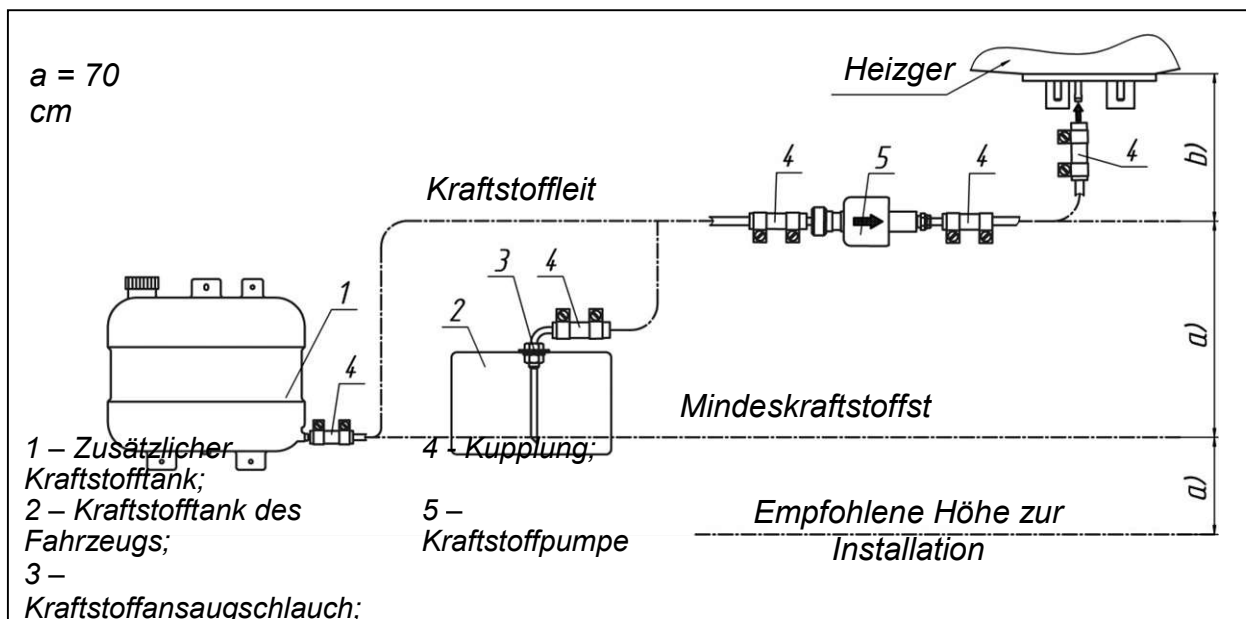 a = 70
cm
Heizger
4
5
4
4
b)
Kraftstoffleit
3
4
1
2
a)
4
Mindeskraftstoffst
1 – Zusätzlicher
Kraftstofftank;
4 - Kupplung;
2 – Kraftstofftank des
Fahrzeugs;
5 –
Kraftstoffpumpe
a)
Empfohlene Höhe zur
Installation
3 –
Kraftstoffansaugschlauch;